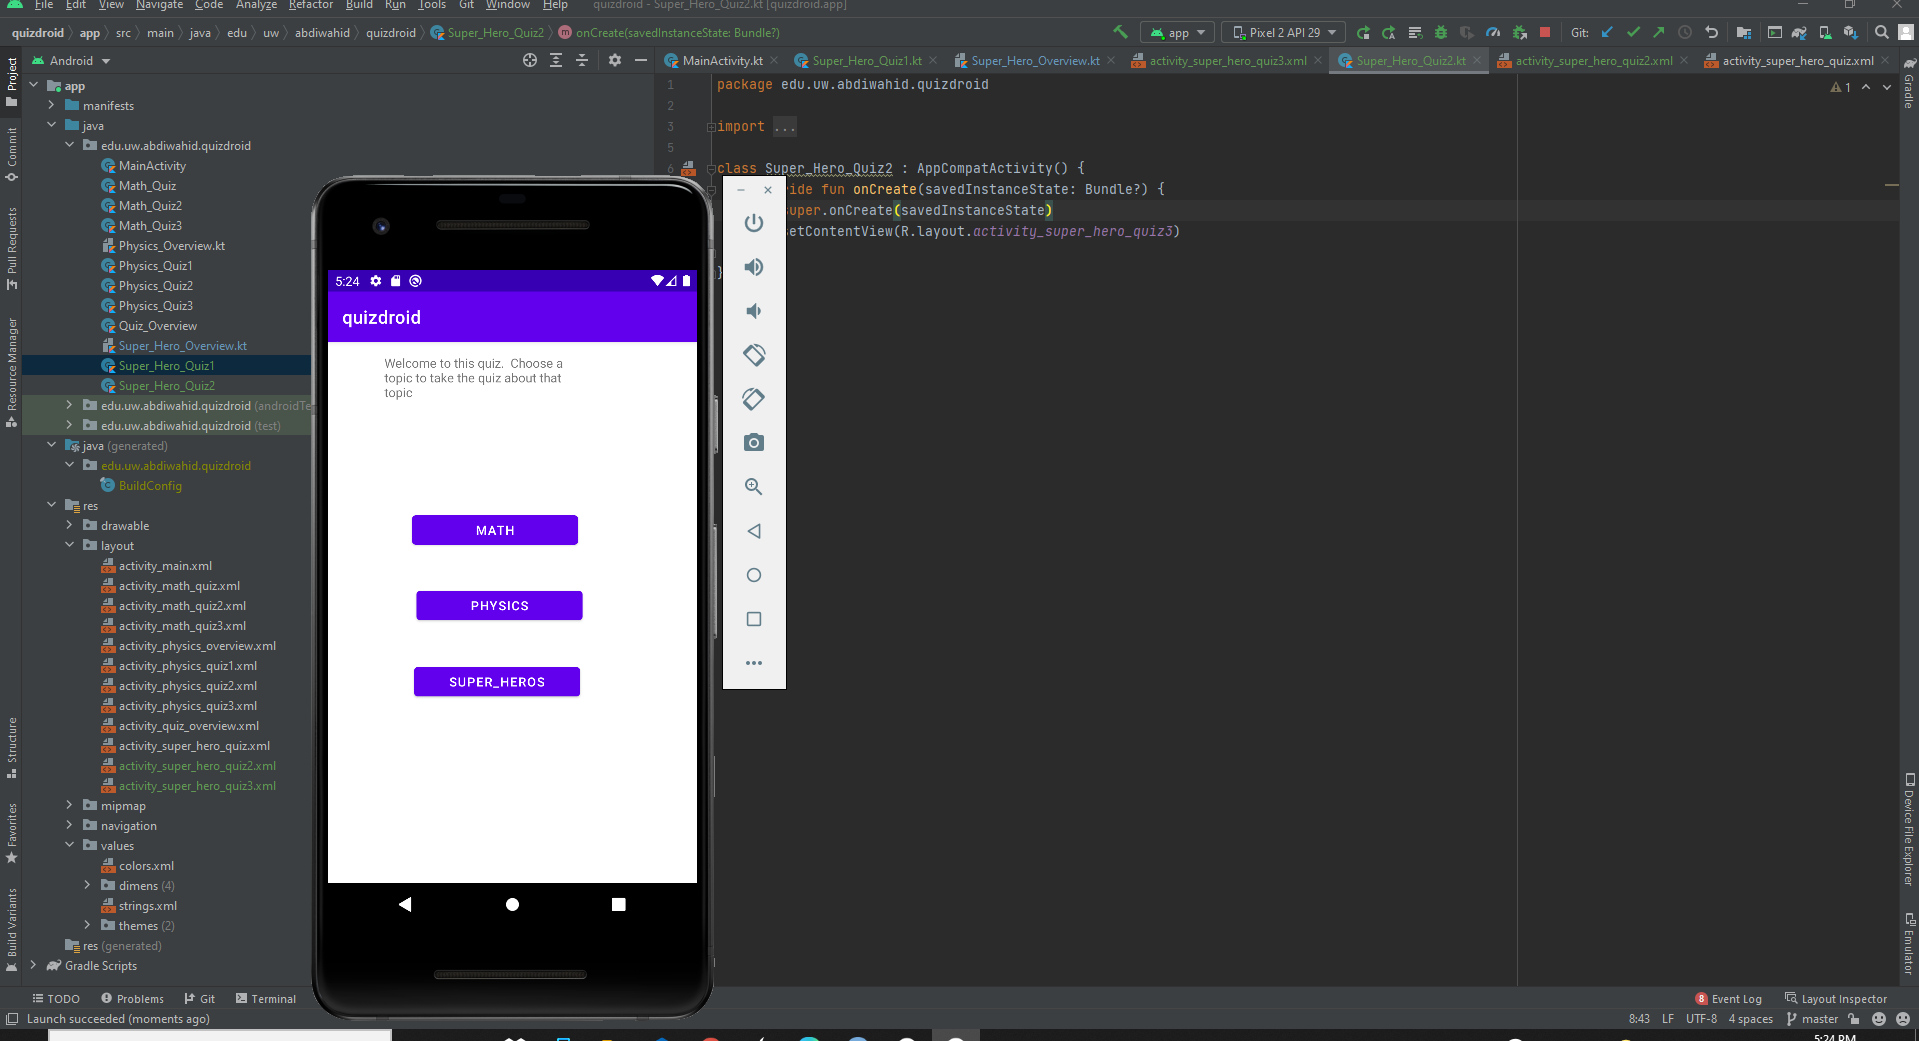 File Edit View Navigate Code Analyze Refactor Build Run Tools Git Window Help quizdroid - Super_Hero_Quiz2.kt [quizdroid.app]
quizdroid app src main java edu uw abdiwahid quizdroid Super_Hero_Quiz2 onCreate(savedInstanceState: Bundle?) app Pixel 2 API 29 Git:
Android
MainActivity.kt Super_Hero_Quiz1.kt Super_Hero_Overview.kt activity_super_hero_quiz3.xml Super_Hero_Quiz2.kt activity_super_hero_quiz2.xml activity_super_hero_quiz.xml
Project
Commit
Pull Requests
Resource Manager
Structure
Favorites
Build Variants
app
manifests
java
edu.uw.abdiwahid.quizdroid
MainActivity
Math_Quiz
Math_Quiz2
Math_Quiz3
Physics_Overview.kt
Physics_Quiz1
Physics_Quiz2
Physics_Quiz3
Quiz_Overview
Super_Hero_Overview.kt
Super_Hero_Quiz1
Super_Hero_Quiz2
edu.uw.abdiwahid.quizdroid (androidTe
edu.uw.abdiwahid.quizdroid (test)
java (generated)
edu.uw.abdiwahid.quizdroid
BuildConfig
res
drawable
layout
activity_main.xml
activity_math_quiz.xml
activity_math_quiz2.xml
activity_math_quiz3.xml
activity_physics_overview.xml
activity_physics_quiz1.xml
activity_physics_quiz2.xml
activity_physics_quiz3.xml
activity_quiz_overview.xml
activity_super_hero_quiz.xml
activity_super_hero_quiz2.xml
activity_super_hero_quiz3.xml
mipmap
navigation
values
colors.xml
dimens (4)
strings.xml
themes (2)
res (generated)
Gradle Scripts
5:24
quizdroid
Welcome to this quiz. Choose a
topic to take the quiz about that
topic
MATH
PHYSICS
SUPER_HEROS
1 package edu.uw.abdiwahid.quizdroid
2
3 import ...
5
6 class Super_Hero_Quiz2 : AppCompatActivity() {
ide fun onCreate(savedInstanceState: Bundle?) {
super.onCreate(savedInstanceState)
setContentView(R.layout.activity_super_hero_quiz3)
}
1
Gradle
Device File Explorer
Emulator
TODO Problems Git Terminal 8 Event Log Layout Inspector
Launch succeeded (moments ago) 8:43 LF UTF-8 4 spaces master
5:24 PM